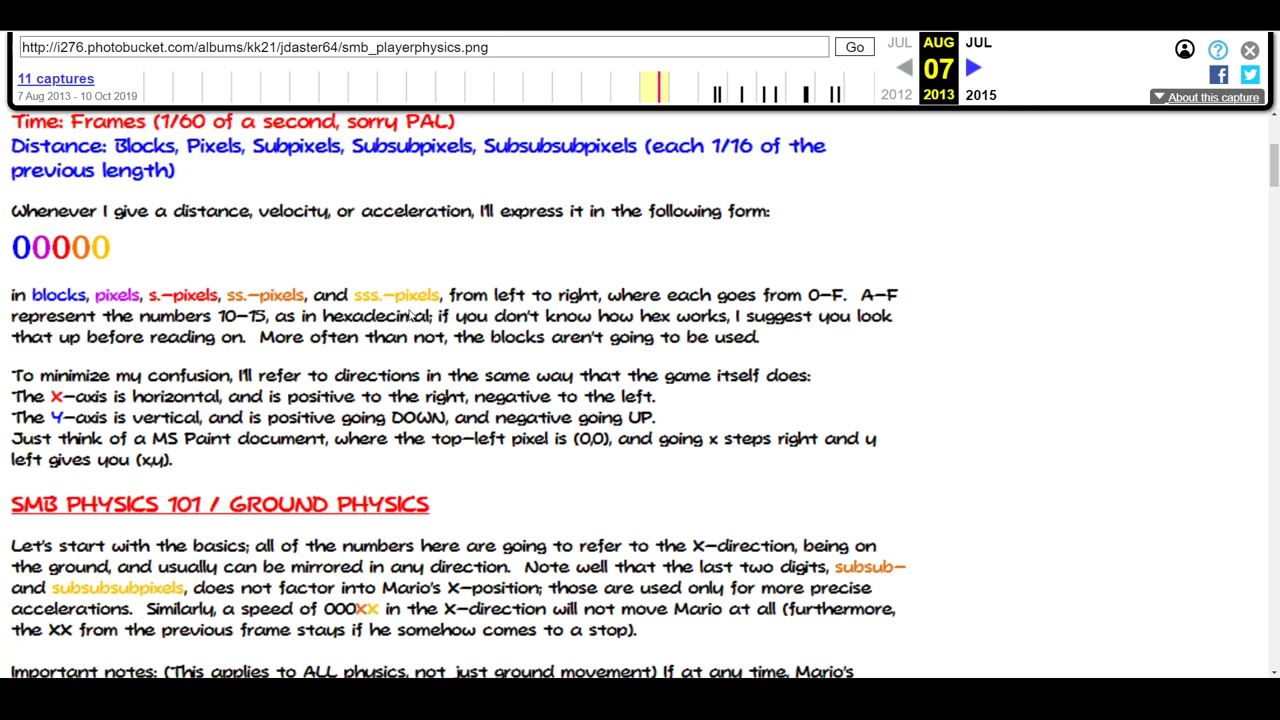 http://i276.photobucket.com/albums/kk21/jdaster64/smb_playerphysics.png
Go
JUL
AUG
JUL
11 captures
07
7 Aug 2013 - 10 Oct 2019
2012
2013
2015
About this capture
Time: Frames (1/60 of a second, sorry PAL)
Distance: Blocks, Pixels, Subpixels, Subsubpixels, Subsubsubpixels (each 1/16 of the
previous length)
Whenever I give a distance, velocity, or acceleration, I'll express it in the following form:
00000
in blocks, pixels, s.-pixels, ss.-pixels, and sss.-pixels, from left to right, where each goes from 0-F. A-F
represent the numbers 10-15, as in hexadecinal; if you don't know how hex works, I suggest you look
that up before reading on. More often than not, the blocks aren't going to be used.
To minimize my confusion, I'll refer to directions in the same way that the game itself does:
The X-axis is horizontal, and is positive to the right, negative to the left.
The Y-axis is vertical, and is positive going DOWN, and negative going UP.
Just think of a MS Paint document, where the top-left pixel is (0,0), and going x steps right and y
left gives you (x,y).
SMB PHYSICS 101 / GROUND PHYSICS
Let's start with the basics; all of the numbers here are going to refer to the X-direction, being on
the ground, and usually can be mirrored in any direction. Note well that the last two digits, subsub-
and subsubsubpixels, does not factor into Mario's X-position; those are used only for more precise
accelerations. Similarly, a speed of 000XX in the X-direction will not move Mario at all (furthermore,
the XX from the previous frame stays if he somehow comes to a stop).
Important notes: (This applies to ALL physics, not just ground movement) If at any time, Mario's